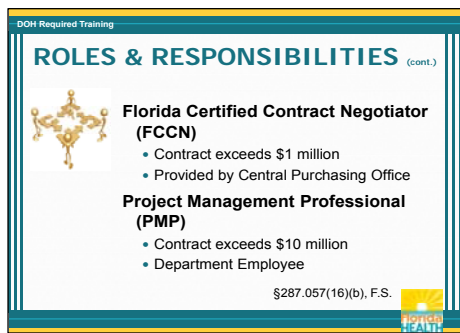 DOH Required Training
ROLES & RESPONSIBILITIES (cont.)
Florida Certified Contract Negotiator
(FCCN)
• Contract exceeds $1 million
• Provided by Central Purchasing Office
Project Management Professional
(PMP)
• Contract exceeds $10 million
• Department Employee
§287.057(16)(b), F.S.
Florida
HEALTH